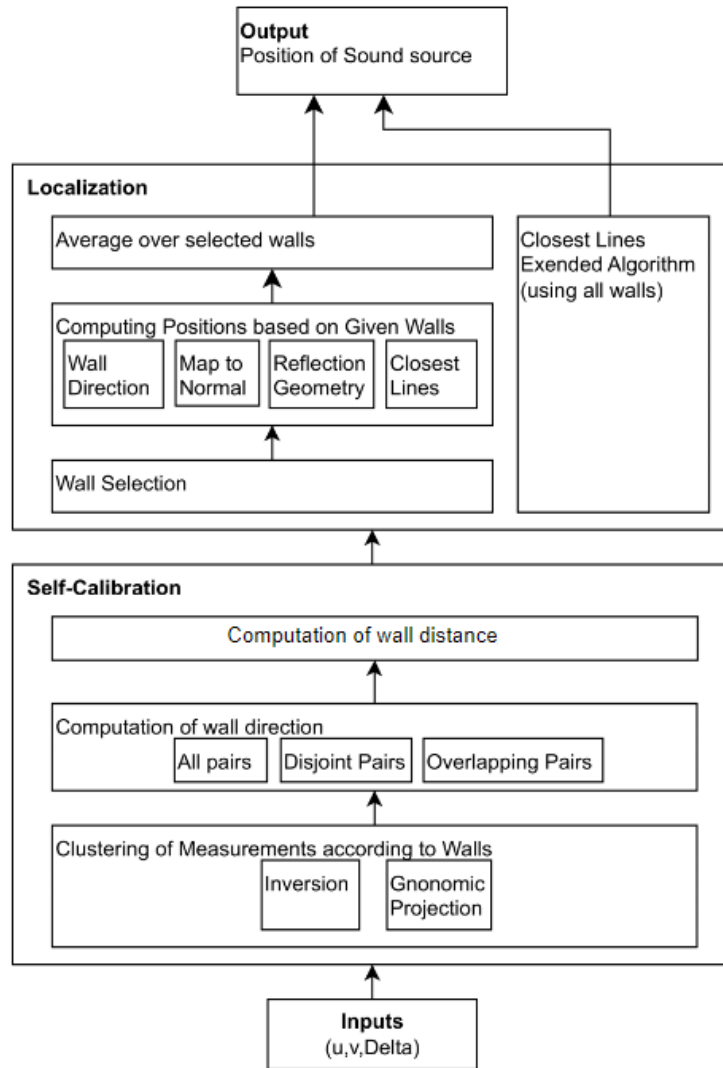 Output
Position of Sound source
Localization
Average over selected walls
Computing Positions based on Given Walls
Wall
Direction
Map to
Normal
Reflection
Geometry
Closest
Lines
Wall Selection
Closest Lines
Exended Algorithm
(using all walls)
Self-Calibration
Computation of wall distance
Computation of wall direction
All pairs
Disjoint Pairs
Overlapping Pairs
Clustering of Measurements according to Walls
Inversion
Gnonomic
Projection
Inputs
(u,v,Delta)